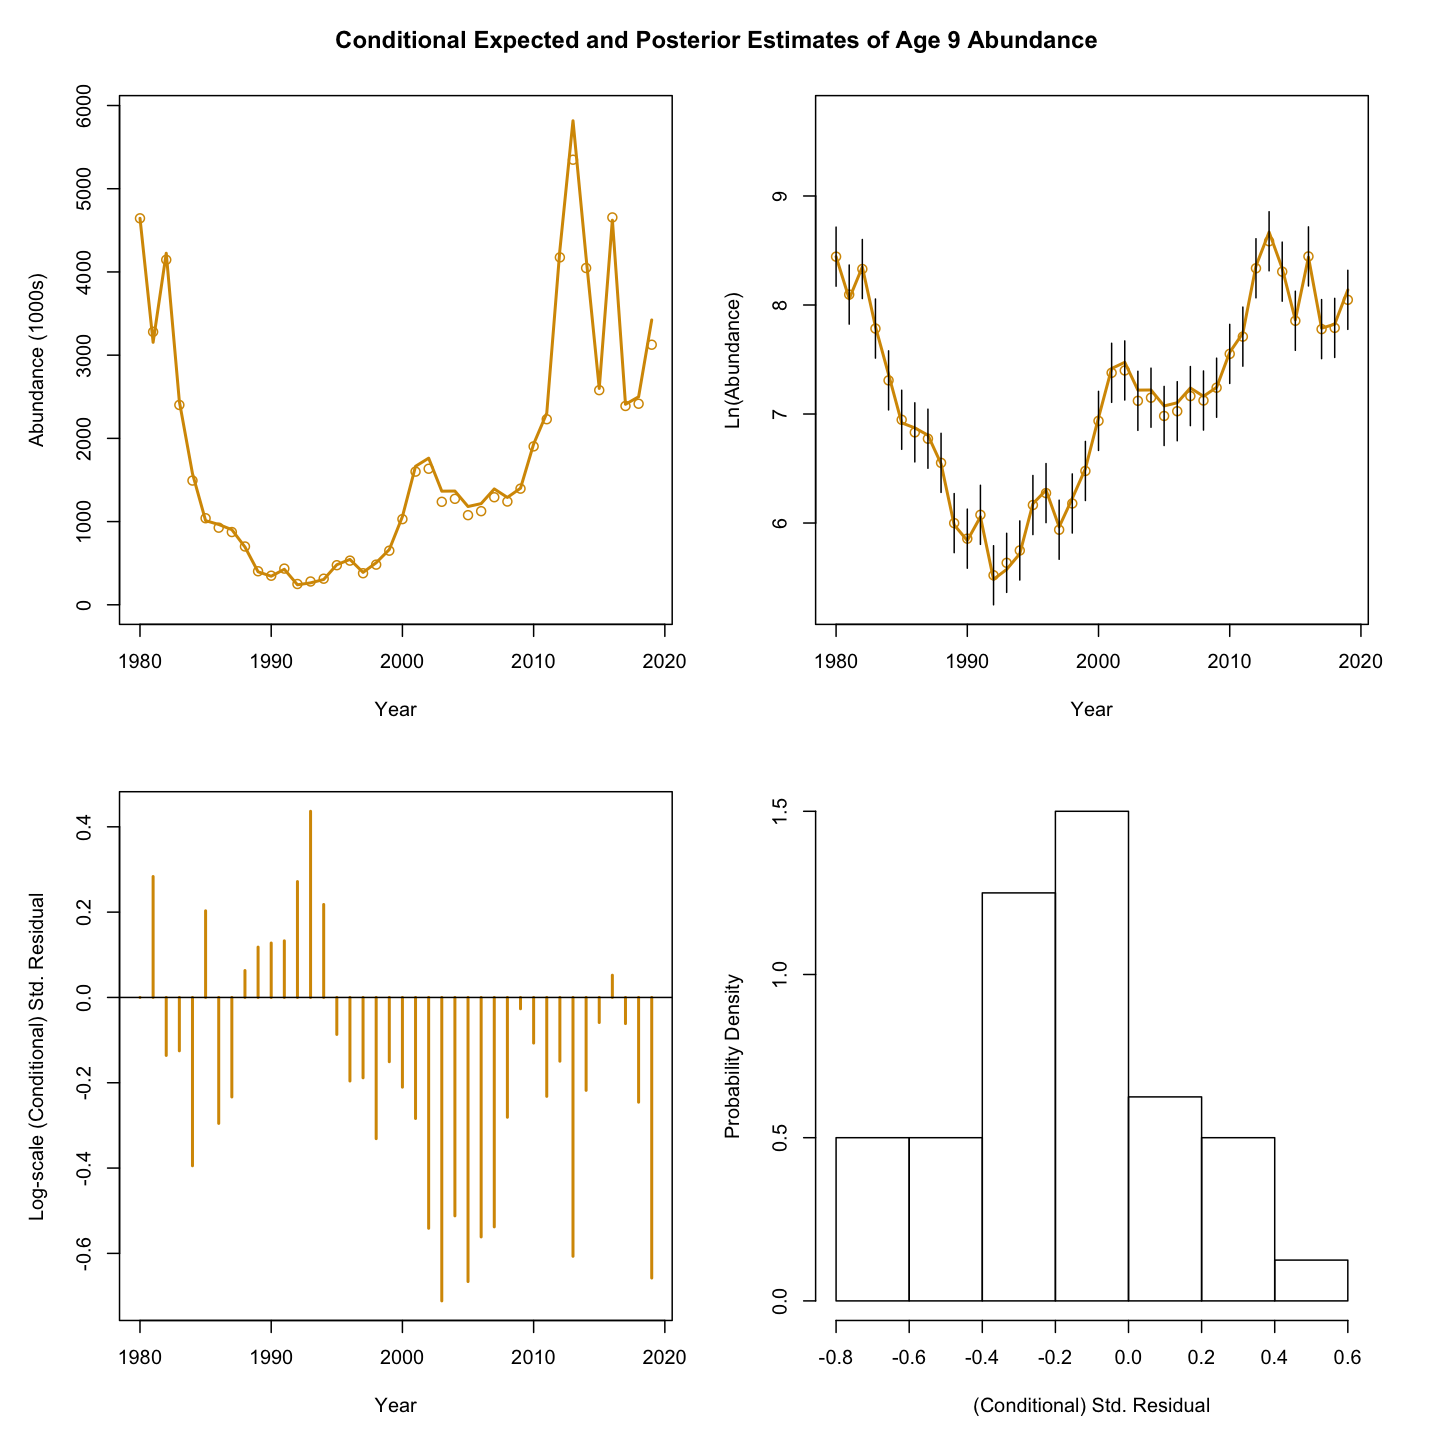 Conditional Expected and Posterior Estimates of Age 9 Abundance
Abundance (1000s)
6000
5000
4000
3000
2000
1000
0
1980 1990 2000 2010 2020
Year
Ln(Abundance)
9
8
7
6
1980 1990 2000 2010 2020
Year
Log-scale (Conditional) Std. Residual
0.4
0.2
0.0
-0.2
-0.4
-0.6
1980 1990 2000 2010 2020
Year
Probability Density
1.5
1.0
0.5
0.0
-0.8 -0.6 -0.4 -0.2 0.0 0.2 0.4 0.6
(Conditional) Std. Residual